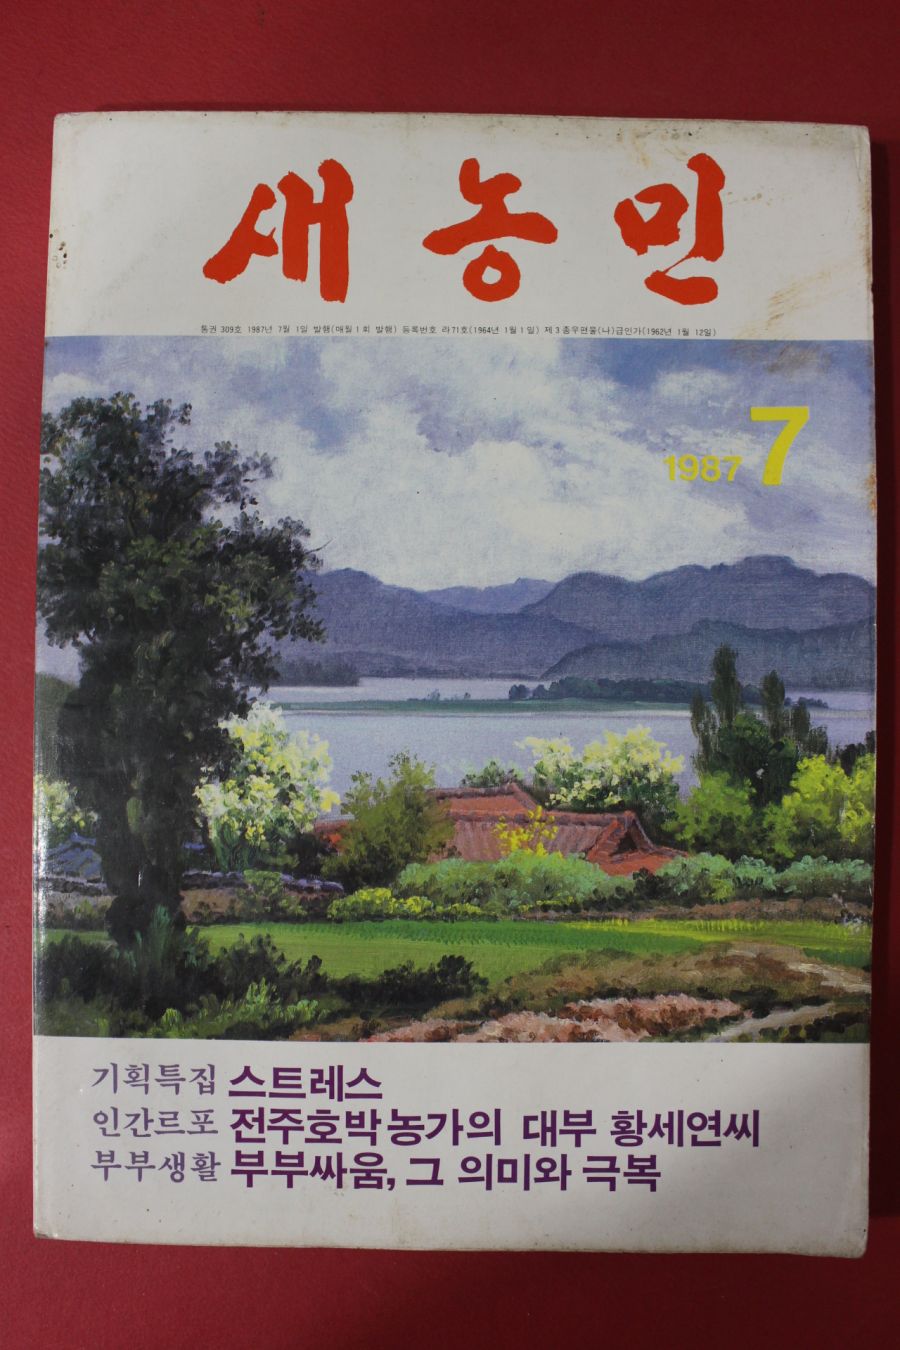 새농민
통권 309호 1987년 7월 1일 발행(매월 1회 발행) 등록번호 라71호(1964년 1월 1일) 제3종우편물(나)급인가(1962년 1월 12일)
1987 7
기획특집 스트레스
인간르포 전주호박농가의 대부 황세연씨
부부생활 부부싸움, 그 의미와 극복